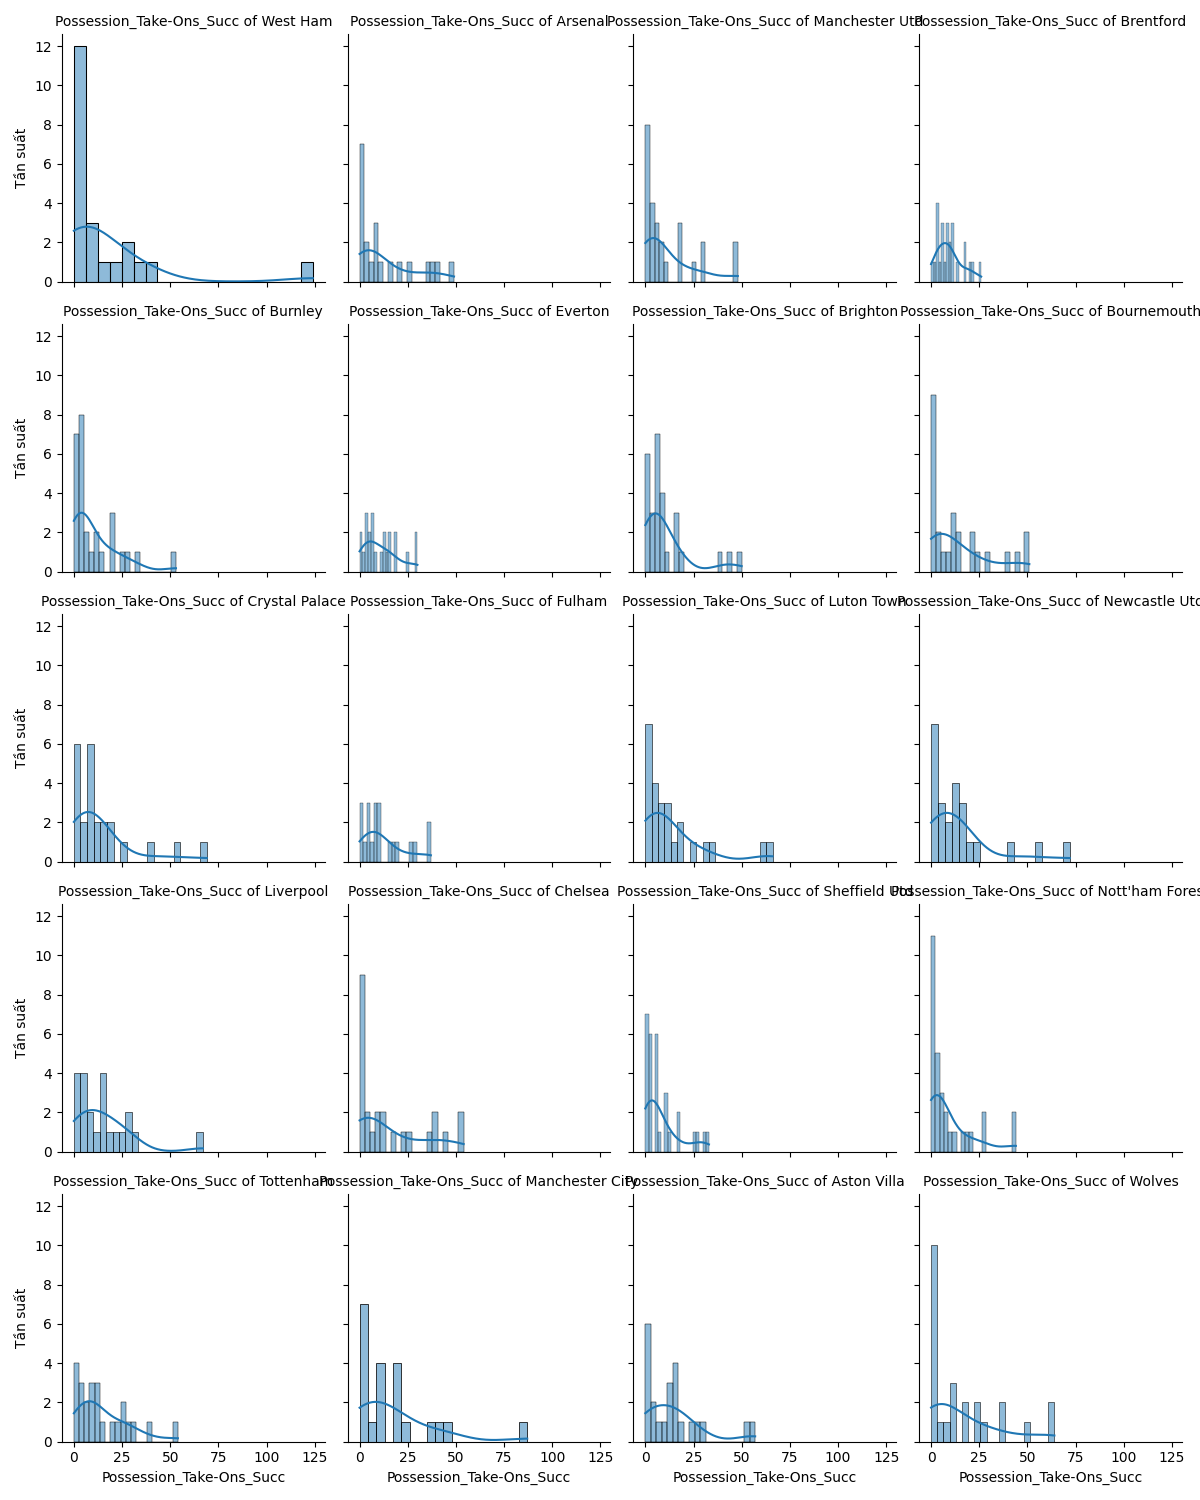 Possession_Take-Ons_Succ of West Ham
Possession_Take-Ons_Succ of Arsenal
Possession_Take-Ons_Succ of Manchester Utd
Possession_Take-Ons_Succ of Brentford
12
10
8
6
4
2
0
Tần suất
Possession_Take-Ons_Succ of Burnley
Possession_Take-Ons_Succ of Everton
Possession_Take-Ons_Succ of Brighton
Possession_Take-Ons_Succ of Bournemouth
12
10
8
6
4
2
0
Tần suất
Possession_Take-Ons_Succ of Crystal Palace
Possession_Take-Ons_Succ of Fulham
Possession_Take-Ons_Succ of Luton Town
Possession_Take-Ons_Succ of Newcastle Utd
12
10
8
6
4
2
0
Tần suất
Possession_Take-Ons_Succ of Liverpool
Possession_Take-Ons_Succ of Chelsea
Possession_Take-Ons_Succ of Sheffield Utd
Possession_Take-Ons_Succ of Nott'ham Fores
12
10
8
6
4
2
0
Tần suất
Possession_Take-Ons_Succ of Tottenham
Possession_Take-Ons_Succ of Manchester City
Possession_Take-Ons_Succ of Aston Villa
Possession_Take-Ons_Succ of Wolves
12
10
8
6
4
2
0
Tần suất
0 25 50 75 100 125
0 25 50 75 100 125
0 25 50 75 100 125
0 25 50 75 100 125
Possession_Take-Ons_Succ
Possession_Take-Ons_Succ
Possession_Take-Ons_Succ
Possession_Take-Ons_Succ